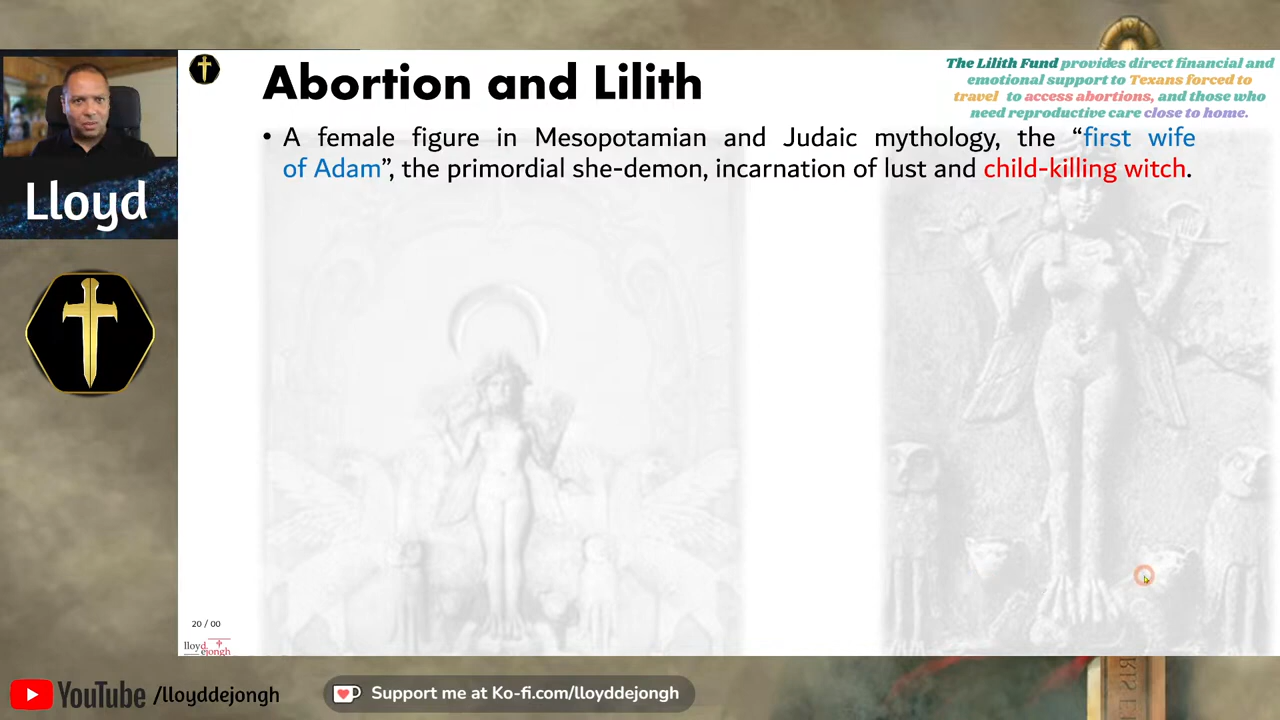 Abortion and Lilith
The Lilith Fund provides direct financial and
emotional support to Texans forced to
travel to access abortions, and those who
need reproductive care close to home.
• A female figure in Mesopotamian and Judaic mythology, the “first wife
of Adam”, the primordial she-demon, incarnation of lust and child-killing witch.
Lloyd
20 / 00
lloyd
ejongh
YouTube /lloyddejongh
Support me at Ko-fi.com/lloyddejongh